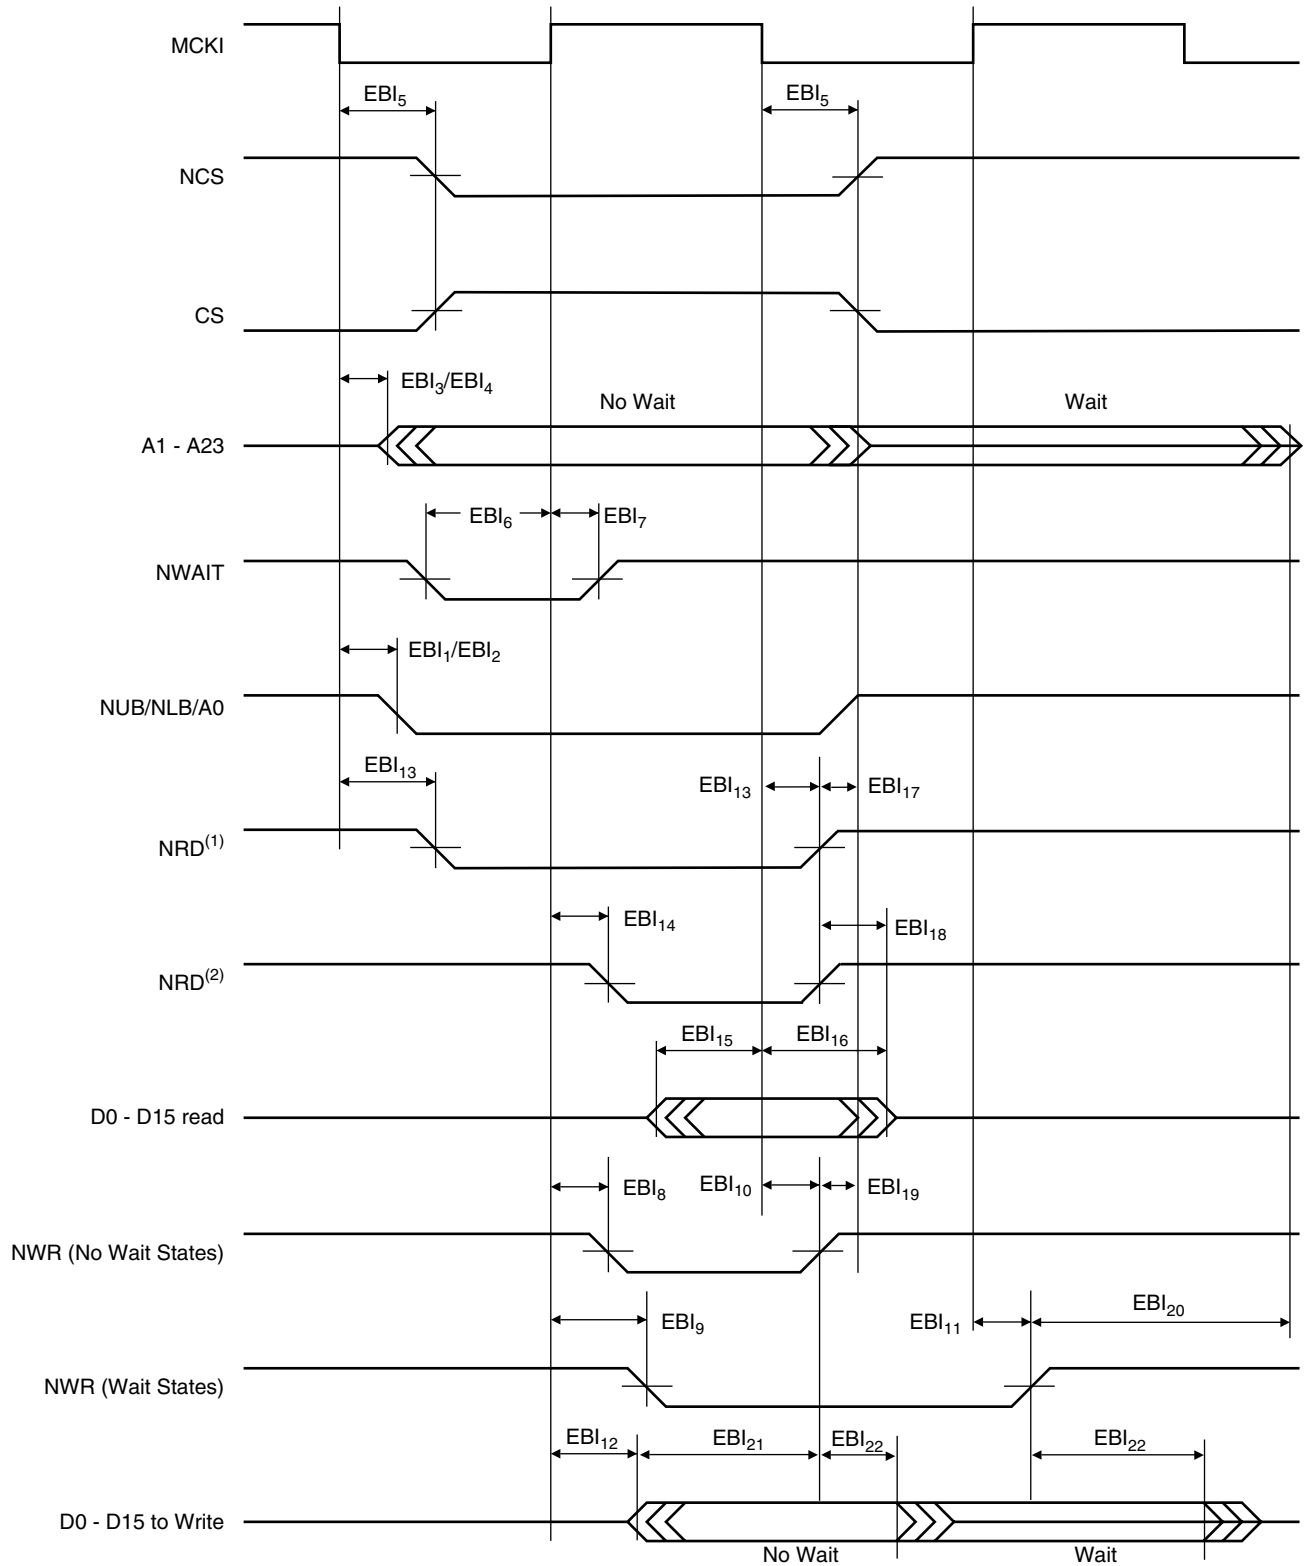 MCKI
EBI5 EBI5
NCS
CS
EBI3/EBI4
No Wait Wait
A1 - A23
EBI6 EBI7
NWAIT
EBI1/EBI2
NUB/NLB/A0
EBI13 EBI13 EBI17
NRD(1)
EBI14 EBI18
NRD(2)
EBI15 EBI16
D0 - D15 read
EBI8 EBI10 EBI19
NWR (No Wait States)
EBI9 EBI11 EBI20
NWR (Wait States)
EBI12 EBI21 EBI22 EBI22
D0 - D15 to Write
No Wait Wait